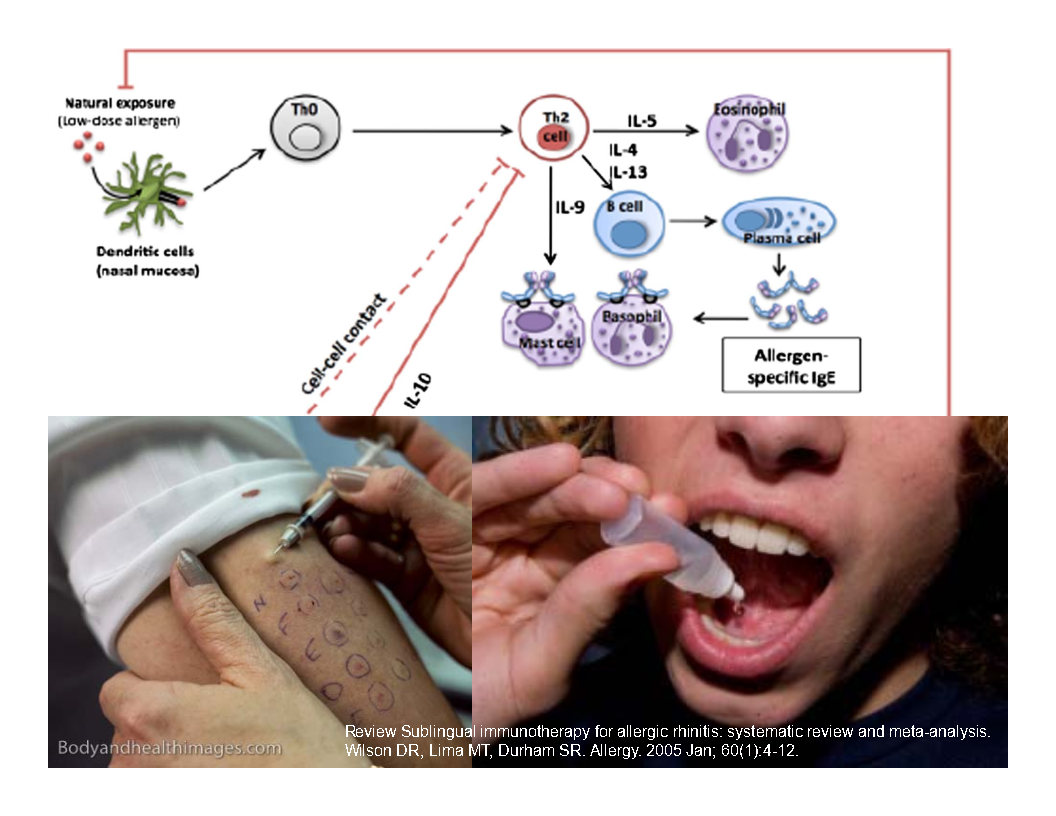 Natural exposure
(Low-dose allergen)
Th0
Th2
cell
IL-5
IL-4
IL-13
Eosinophil
IL-9
B cell
Plasma cell
Dendritic cells
(nasal mucosa)
Mast cell
Basophil
Allergen-
specific IgE
Cell-cell contact
IL-10
N
F
E
D
Review Sublingual immunotherapy for allergic rhinitis: systematic review and meta-analysis.
Wilson DR, Lima MT, Durham SR. Allergy. 2005 Jan; 60(1):4-12.
Bodyandhealthimages.com